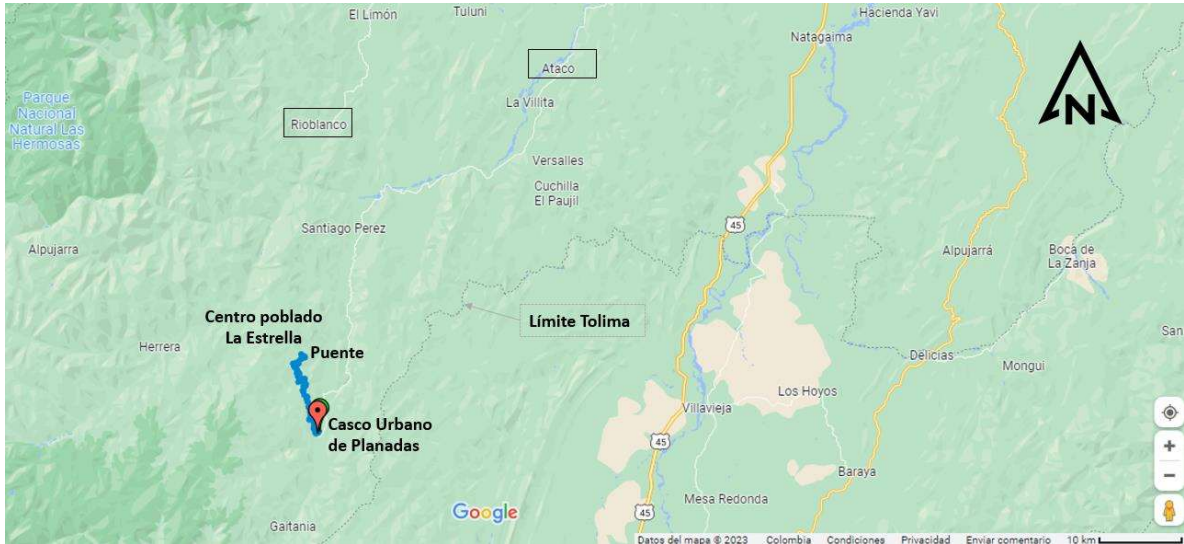 El Limón
Tuluni
Hacienda Yavi
Natagaima
N
Ataco
La Villita
Parque
Nacional
Natural Las
Hermosas
Rioblanco
Versalles
Cuchilla
El Paujil
Santiago Perez
45
Alpujarra
Alpujarrá
Boca de
La Zanja
Límite Tolima
Centro poblado
La Estrella
Puente
Herrera
San
Delicias
Mongui
Los Hoyos
Villavieja
Casco Urbano
de Planadas
45
Baraya
Mesa Redonda
45
Google
Gaitania
Datos del mapa © 2023 Colombia Condiciones Privacidad Enviar comentario 10 km